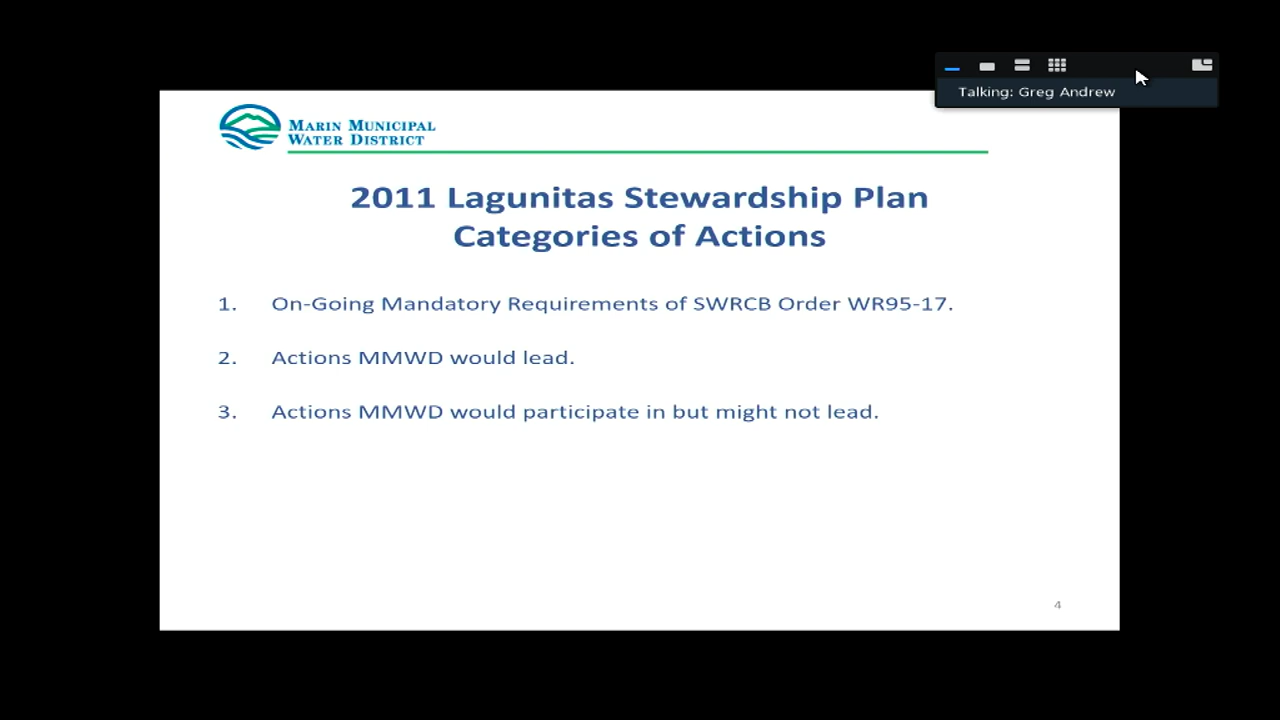 Talking: Greg Andrew
MARIN MUNICIPAL
WATER DISTRICT
2011 Lagunitas Stewardship Plan
Categories of Actions
1. On-Going Mandatory Requirements of SWRCB Order WR95-17.
2. Actions MMWD would lead.
3. Actions MMWD would participate in but might not lead.
4